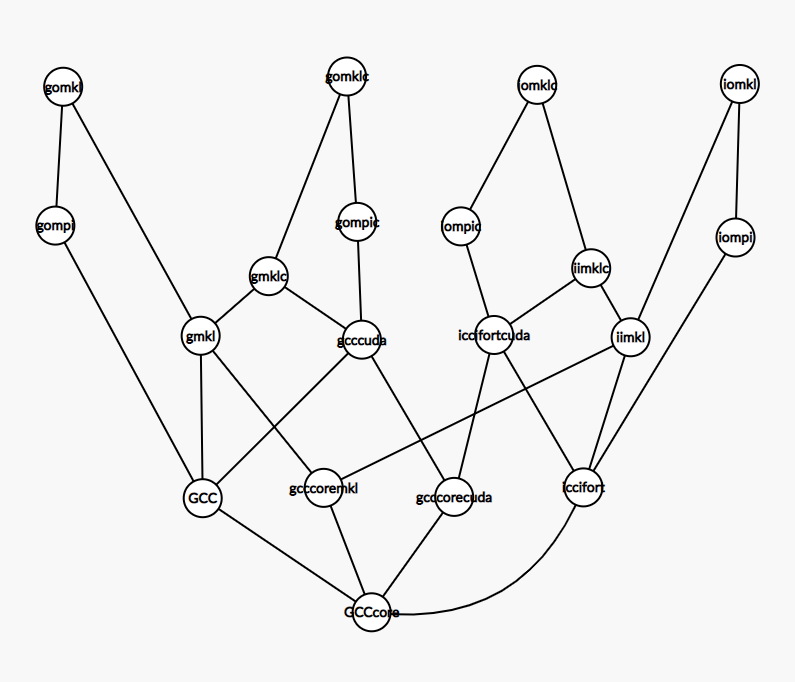 gomkl
gomklc
iomklc
iomkl
gompi
gompic
iompic
iompi
gmklc
iimklc
gmkl
gcccuda
iccifortcuda
iimkl
GCC
gcccoremkl
gcccorecuda
iccifort
GCCcore